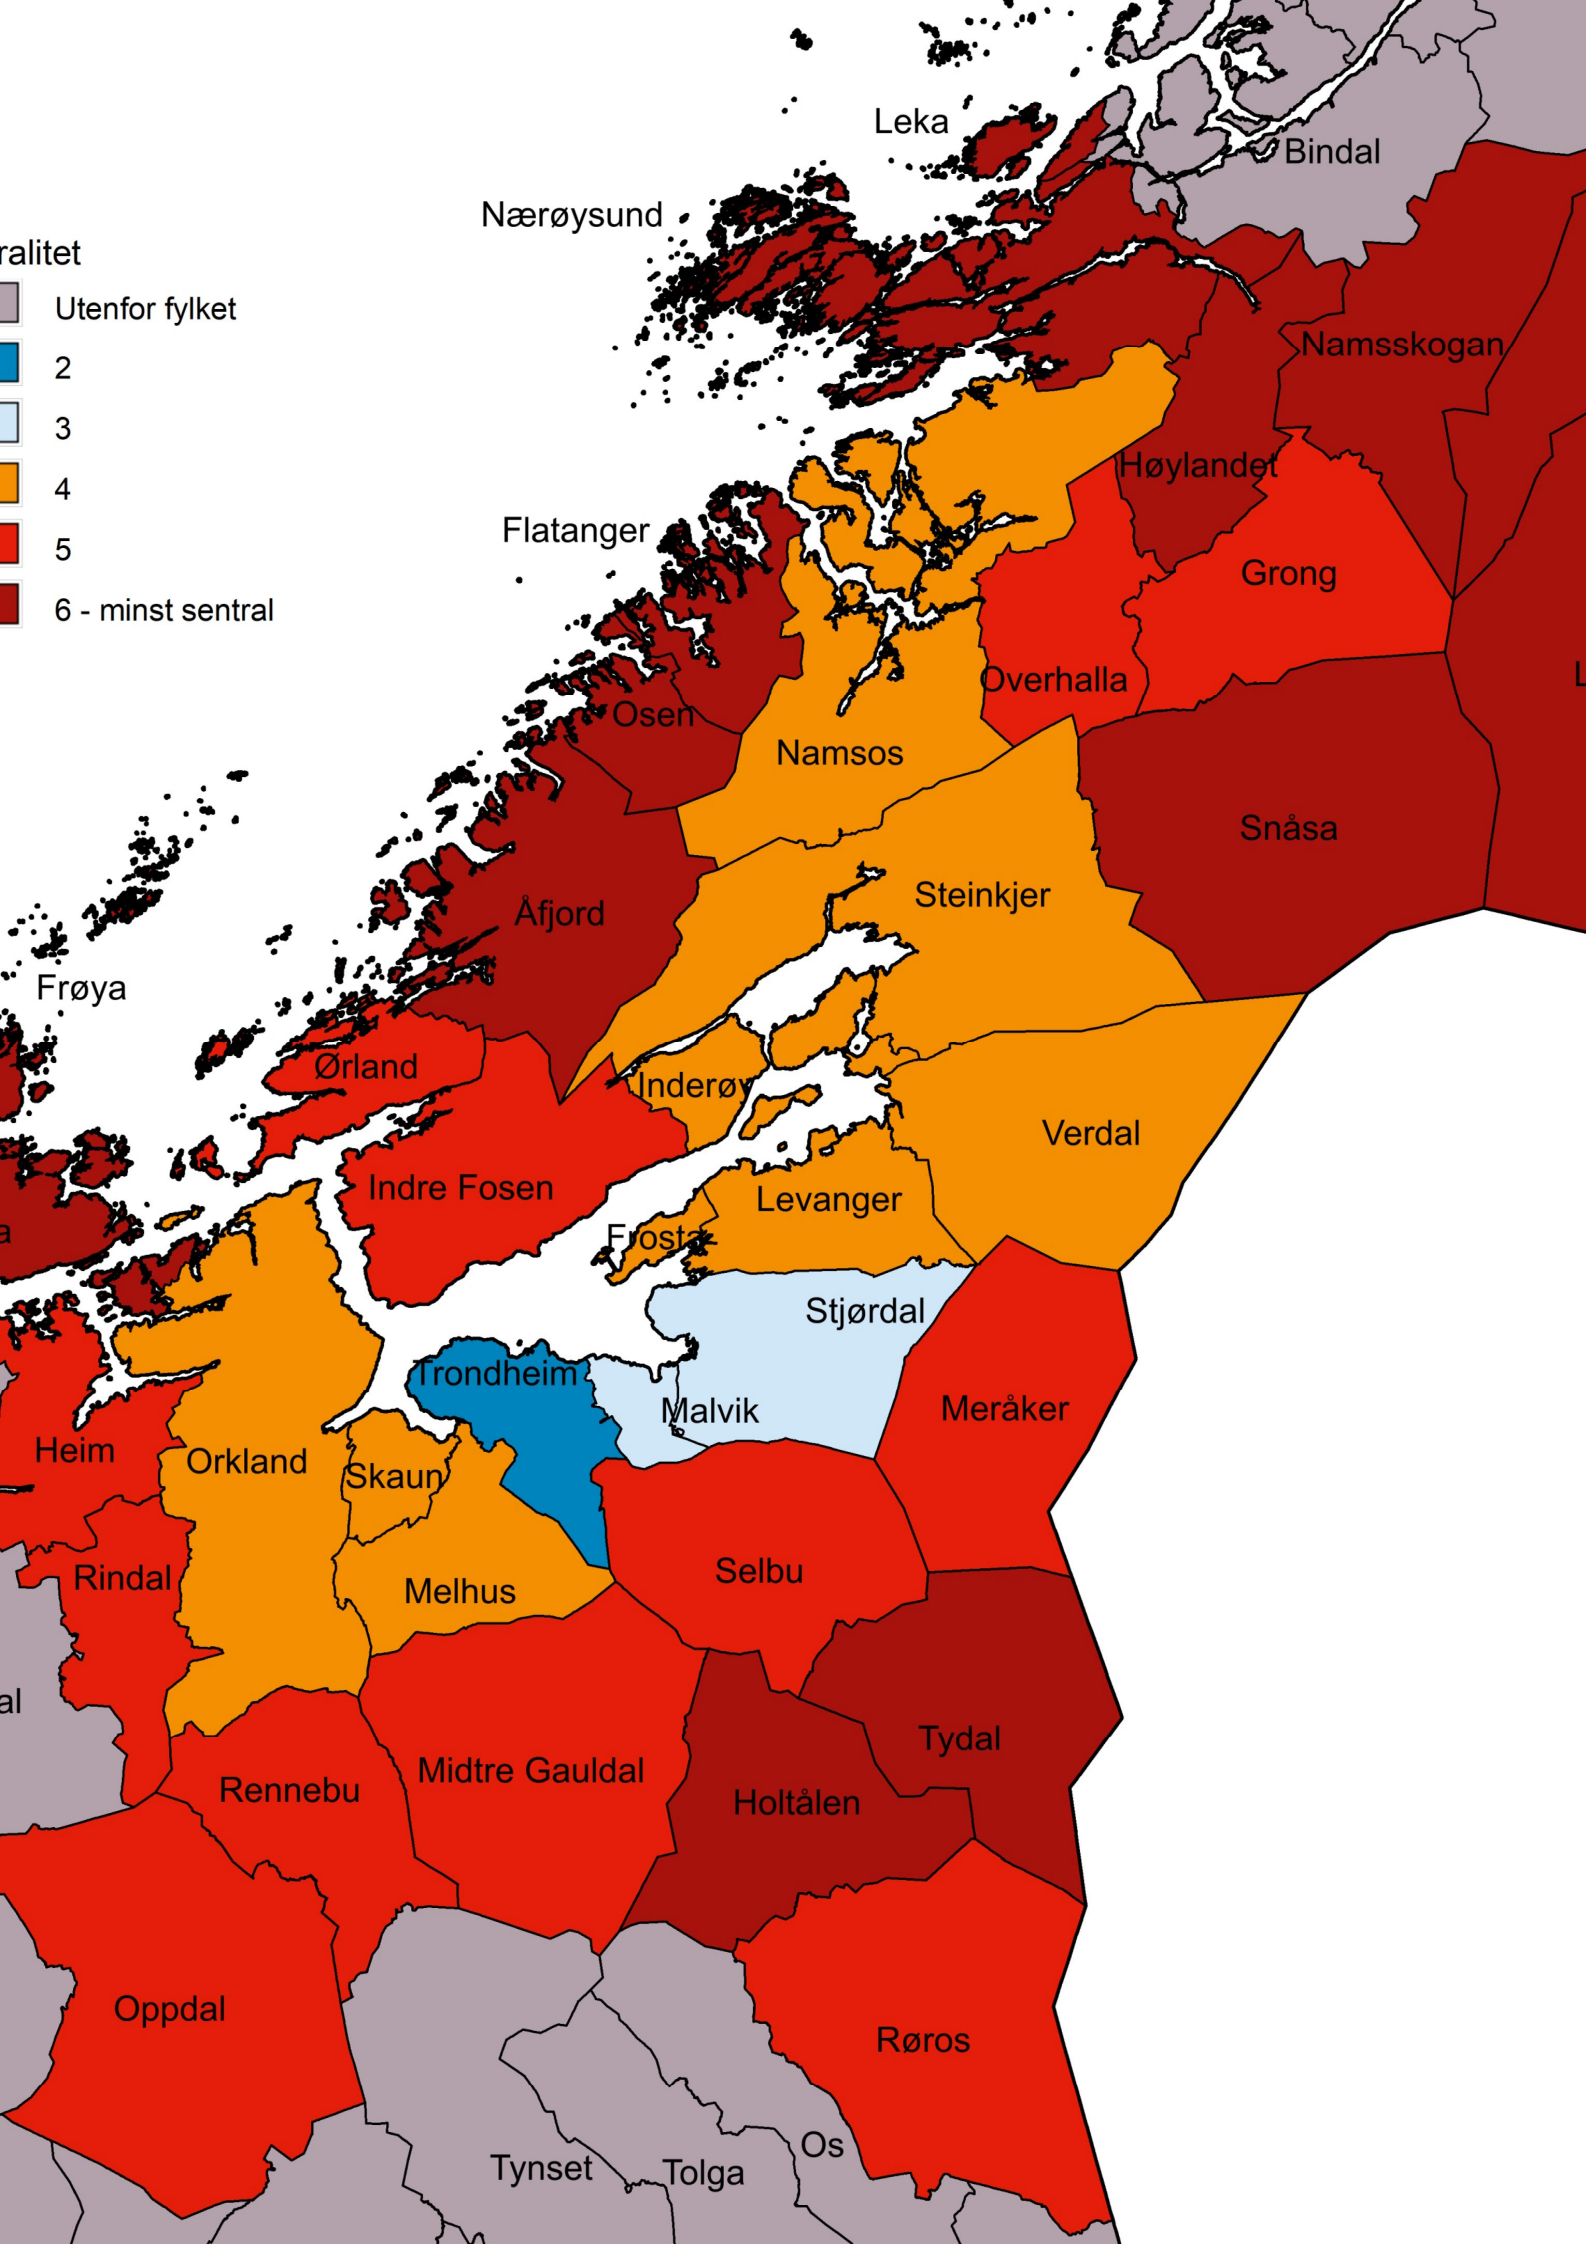 Leka
Bindal
Nærøysund
ralitet
Utenfor fylket
2
3
4
5
6 - minst sentral
Namsskogan
Høylandet
Flatanger
Grong
Overhalla
L
Osen
Namsos
Snåsa
Steinkjer
Åfjord
Frøya
Ørland
Inderøy
Verdal
Indre Fosen
Levanger
Frosta
a
Stjørdal
Trondheim
Malvik
Meråker
Heim
Orkland
Skaun
Rindal
Melhus
Selbu
al
Tydal
Midtre Gauldal
Rennebu
Holtålen
Oppdal
Røros
Os
Tynset
Tolga